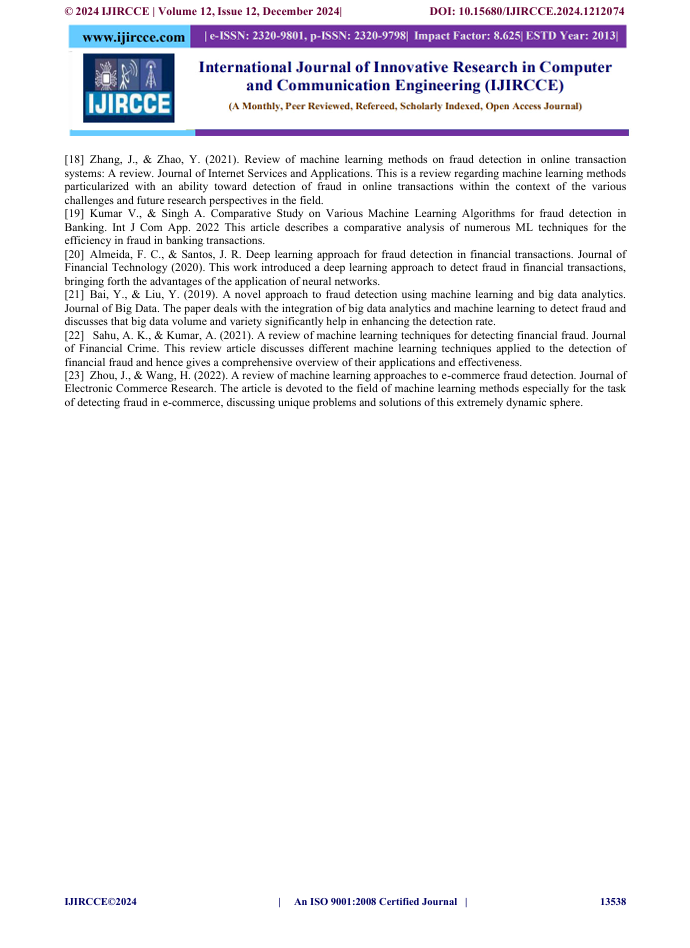 © 2024 IJIRCCE | Volume 12, Issue 12, December 2024| DOI: 10.15680/IJIRCCE.2024.1212074
www.ijircce.com | e-ISSN: 2320-9801, p-ISSN: 2320-9798| Impact Factor: 8.625| ESTD Year: 2013|
IJIRCCE
International Journal of Innovative Research in Computer
and Communication Engineering (IJIRCCE)
(A Monthly, Peer Reviewed, Refereed, Scholarly Indexed, Open Access Journal)
[18] Zhang, J., & Zhao, Y. (2021). Review of machine learning methods on fraud detection in online transaction
systems: A review. Journal of Internet Services and Applications. This is a review regarding machine learning methods
particularized with an ability toward detection of fraud in online transactions within the context of the various
challenges and future research perspectives in the field.
[19] Kumar V., & Singh A. Comparative Study on Various Machine Learning Algorithms for fraud detection in
Banking. Int J Com App. 2022 This article describes a comparative analysis of numerous ML techniques for the
efficiency in fraud in banking transactions.
[20] Almeida, F. C., & Santos, J. R. Deep learning approach for fraud detection in financial transactions. Journal of
Financial Technology (2020). This work introduced a deep learning approach to detect fraud in financial transactions,
bringing forth the advantages of the application of neural networks.
[21] Bai, Y., & Liu, Y. (2019). A novel approach to fraud detection using machine learning and big data analytics.
Journal of Big Data. The paper deals with the integration of big data analytics and machine learning to detect fraud and
discusses that big data volume and variety significantly help in enhancing the detection rate.
[22] Sahu, A. K., & Kumar, A. (2021). A review of machine learning techniques for detecting financial fraud. Journal
of Financial Crime. This review article discusses different machine learning techniques applied to the detection of
financial fraud and hence gives a comprehensive overview of their applications and effectiveness.
[23] Zhou, J., & Wang, H. (2022). A review of machine learning approaches to e-commerce fraud detection. Journal of
Electronic Commerce Research. The article is devoted to the field of machine learning methods especially for the task
of detecting fraud in e-commerce, discussing unique problems and solutions of this extremely dynamic sphere.
IJIRCCE©2024 | An ISO 9001:2008 Certified Journal | 13538